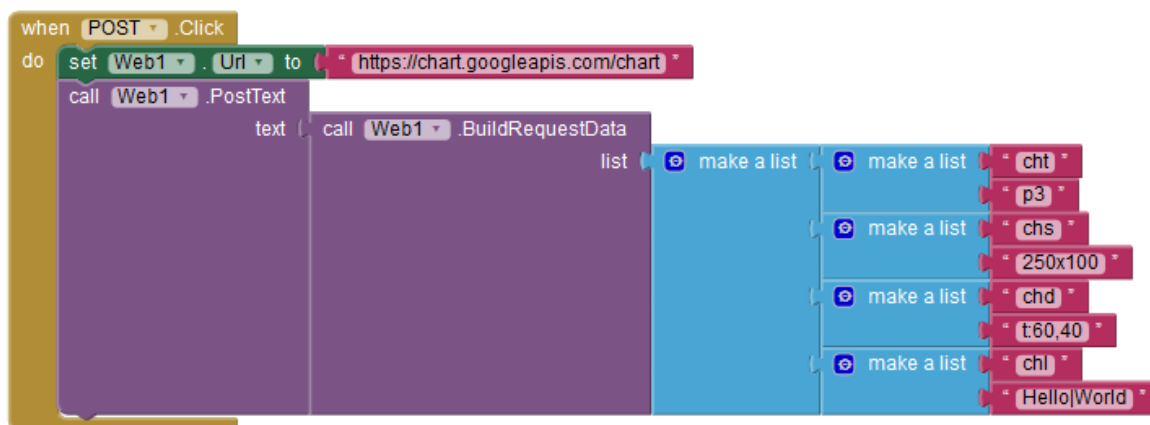 when POST .Click
do set Web1 . Url to " https://chart.googleapis.com/chart "
call Web1 .PostText
text call Web1 .BuildRequestData
list make a list make a list " cht "
" p3 "
make a list " chs "
" 250x100 "
make a list " chd "
" t:60,40 "
make a list " chl "
" Hello|World "